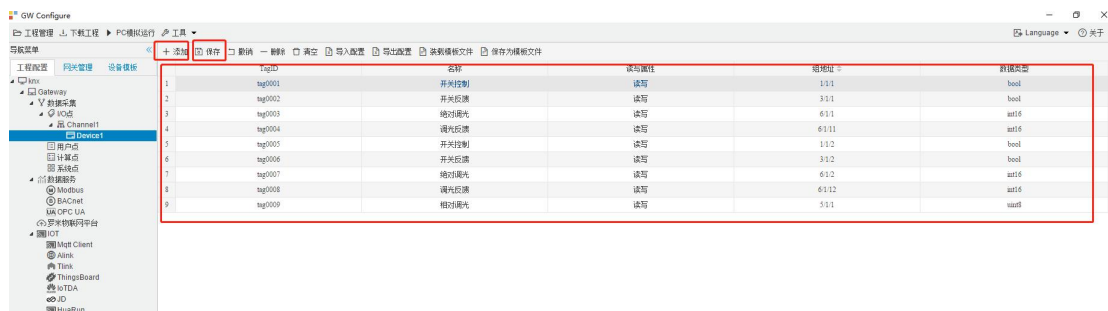 GW Configure
工程管理 下载工程 PC模拟运行 工具 Language 关于
导航菜单 添加 保存 撤销 删除 清空 导入配置 导出配置 装载模板文件 保存为模板文件
工程配置 网关管理 设备模板
TagID 名称 读写属性 组地址 数据类型
1 tag0001 开关控制 读写 1/1/1 bool
2 tag0002 开关反馈 读写 3/1/1 bool
3 tag0003 绝对调光 读写 6/1/1 int16
4 tag0004 调光反馈 读写 6/1/11 int16
5 tag0005 开关控制 读写 1/1/2 bool
6 tag0006 开关反馈 读写 3/1/2 bool
7 tag0007 绝对调光 读写 6/1/2 int16
8 tag0008 调光反馈 读写 6/1/12 int16
9 tag0009 相对调光 读写 5/1/1 uint8
knx
Gateway
数据采集
I/O点
Channel1
Device1
用户点
计算点
系统点
数据服务
Modbus
BACnet
UA OPC UA
罗米物联网平台
IOT
Mqtt Client
Alink
Tlink
ThingsBoard
IoTDA
JD
HuaRun